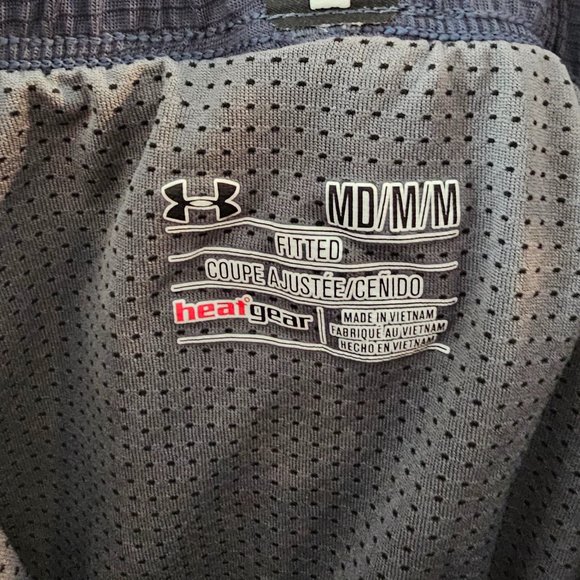 MD/M/M
FITTED
COUPE AJUSTÉE/CEÑIDO
heatgear
MADE IN VIETNAM
FABRIQUÉ AU VIETNAM
HECHO EN VIETNAM